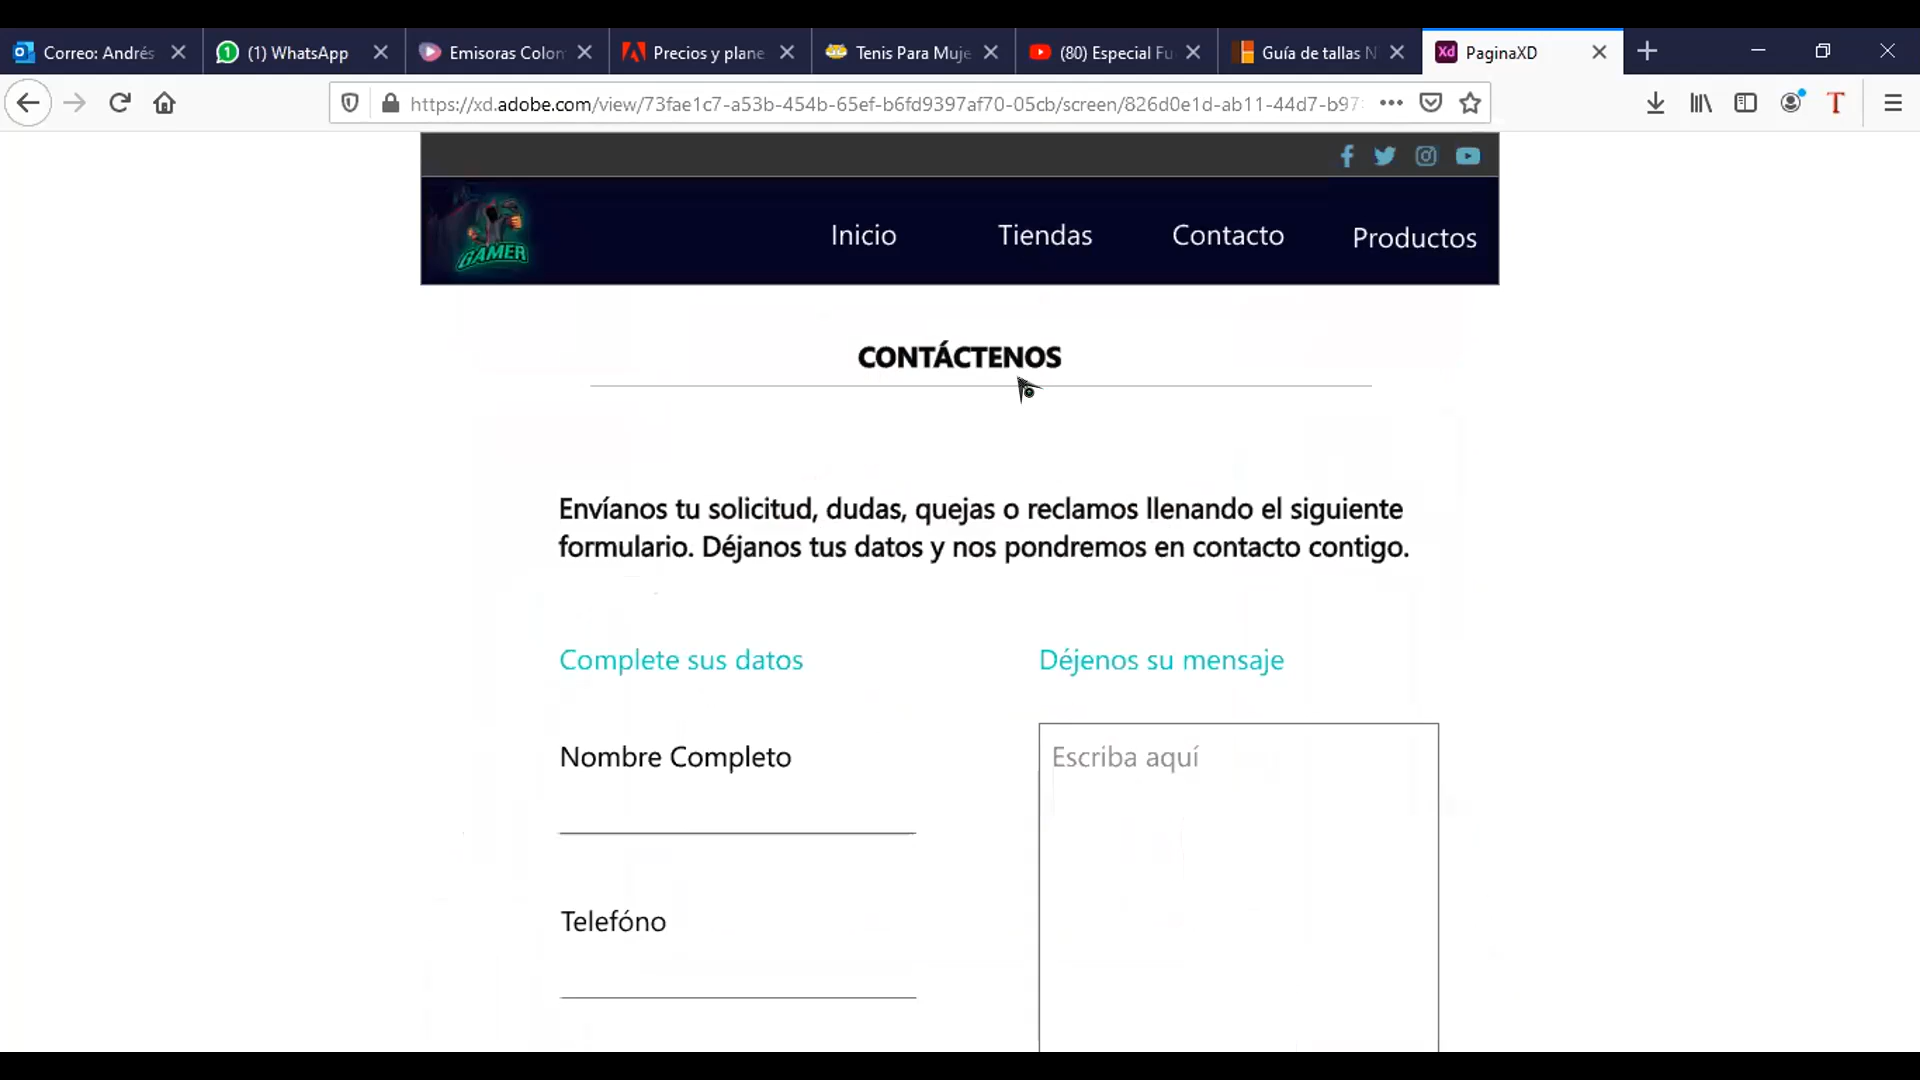 Correo: Andrés
(1) WhatsApp
Emisoras Colon
Precios y plane
Tenis Para Muje
(80) Especial Fu
Guía de tallas N
PaginaXD
https://xd.adobe.com/view/73fae1c7-a53b-454b-65ef-b6fd9397af70-05cb/screen/826d0e1d-ab11-44d7-b97
GAMER
Inicio
Tiendas
Contacto
Productos
CONTÁCTENOS
Envíanos tu solicitud, dudas, quejas o reclamos llenando el siguiente
formulario. Déjanos tus datos y nos pondremos en contacto contigo.
Complete sus datos
Déjenos su mensaje
Nombre Completo
Escriba aquí
Telefóno